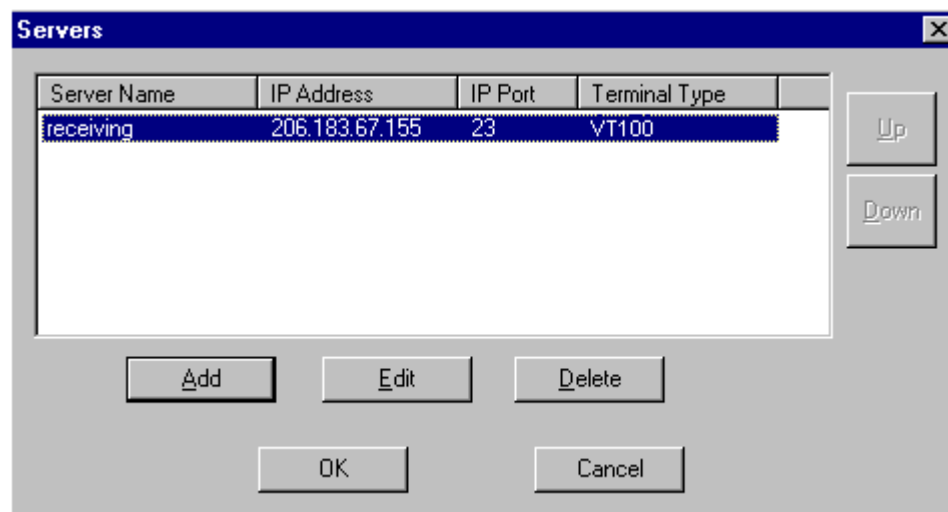 Servers
Server Name IP Address IP Port Terminal Type
receiving 206.183.67.155 23 VT100
Up
Down
Add Edit Delete
OK Cancel